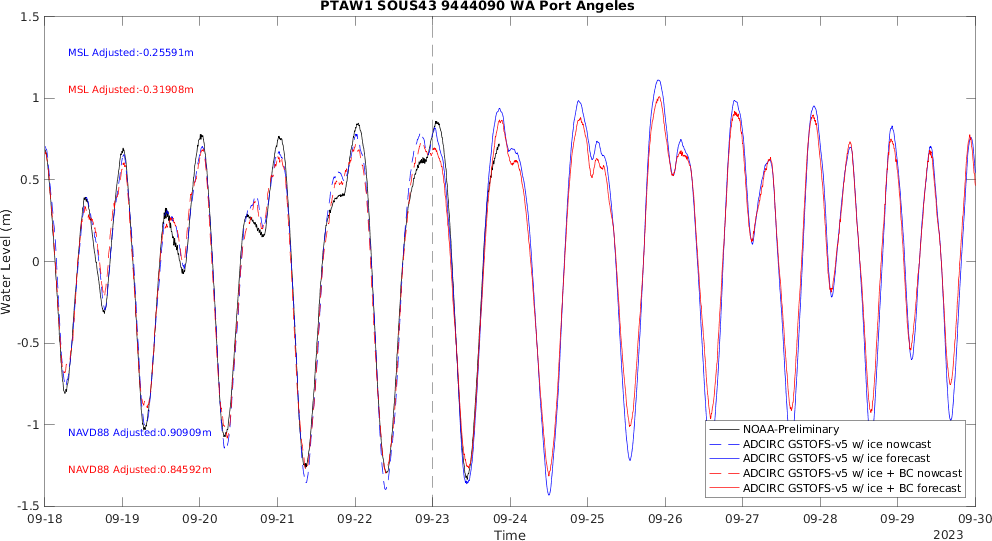 PTAW1 SOUS43 9444090 WA Port Angeles
1.5
1
0.5
0
-0.5
-1
-1.5
Water Level (m)
MSL Adjusted:-0.25591m
MSL Adjusted:-0.31908m
NAVD88 Adjusted:0.90909m
NAVD88 Adjusted:0.84592m
NOAA-Preliminary
ADCIRC GSTOFS-v5 w/ ice nowcast
ADCIRC GSTOFS-v5 w/ ice forecast
ADCIRC GSTOFS-v5 w/ ice + BC nowcast
ADCIRC GSTOFS-v5 w/ ice + BC forecast
09-18 09-19 09-20 09-21 09-22 09-23 09-24 09-25 09-26 09-27 09-28 09-29 09-30
Time
2023